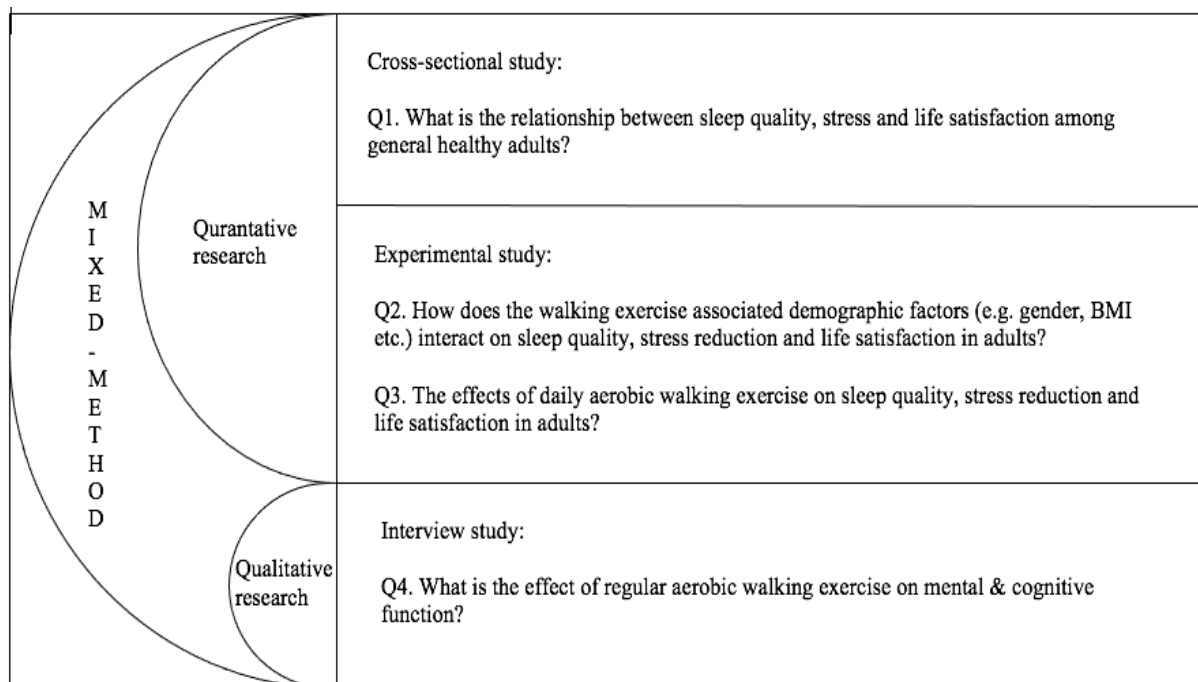 MIXED-METHOD
Qurantative
research
Cross-sectional study:
Q1. What is the relationship between sleep quality, stress and life satisfaction among
general healthy adults?
Experimental study:
Q2. How does the walking exercise associated demographic factors (e.g. gender, BMI
etc.) interact on sleep quality, stress reduction and life satisfaction in adults?
Q3. The effects of daily aerobic walking exercise on sleep quality, stress reduction and
life satisfaction in adults?
Qualitative
research
Interview study:
Q4. What is the effect of regular aerobic walking exercise on mental & cognitive
function?